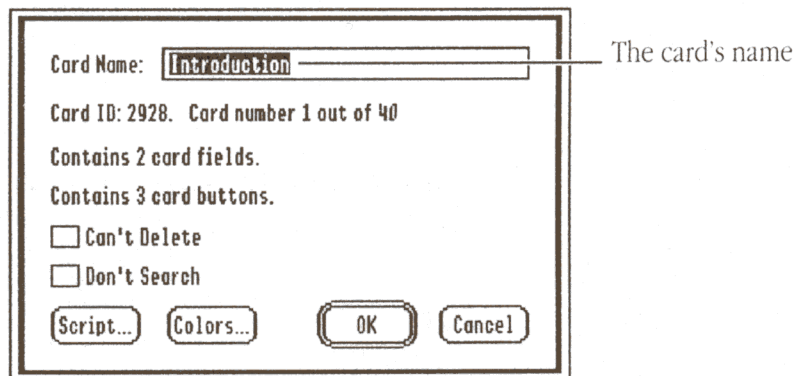 Card Name: Introduction
The card's name
Card ID: 2928. Card number 1 out of 40
Contains 2 card fields.
Contains 3 card buttons.
Can't Delete
Don't Search
Script... Colors... OK Cancel